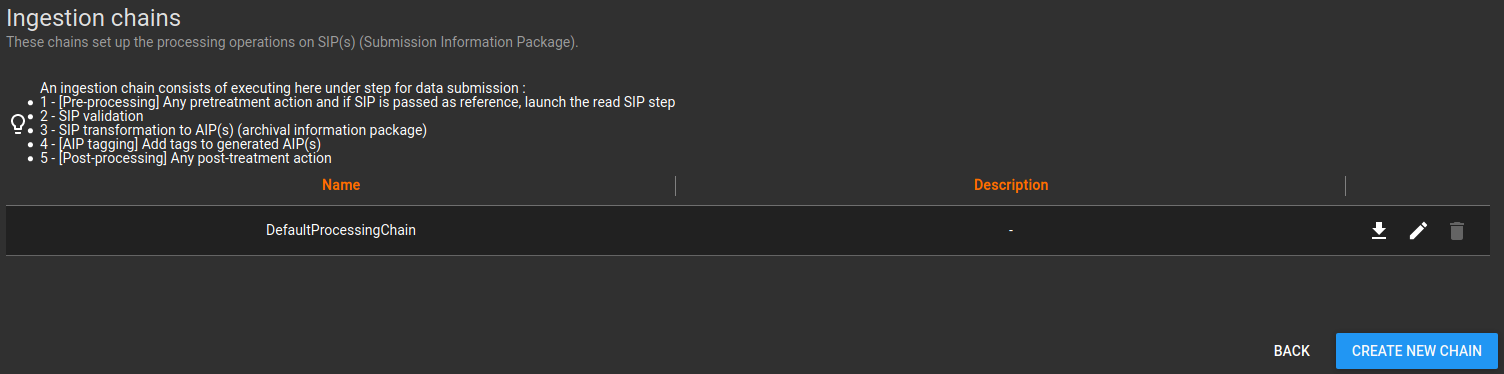 Ingestion chains
These chains set up the processing operations on SIP(s) (Submission Information Package).
An ingestion chain consists of executing here under step for data submission :
• 1 - [Pre-processing] Any pretreatment action and if SIP is passed as reference, launch the read SIP step
• 2 - SIP validation
• 3 - SIP transformation to AIP(s) (archival information package)
• 4 - [AIP tagging] Add tags to generated AIP(s)
• 5 - [Post-processing] Any post-treatment action
Name Description
DefaultProcessingChain -
BACK CREATE NEW CHAIN